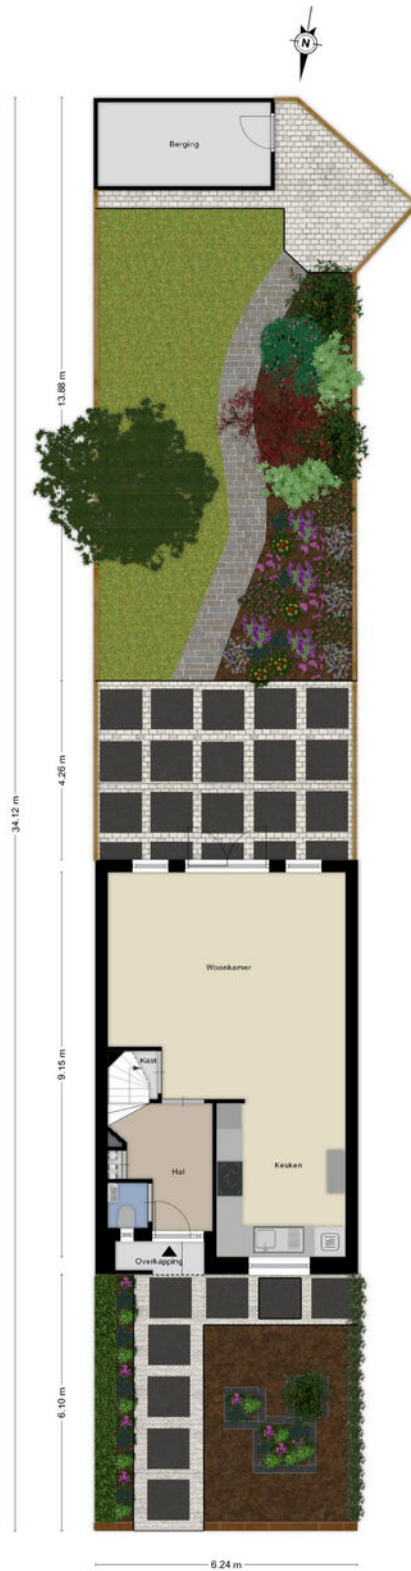 N
Berging
13.88 m
4.26 m
34.12 m
Woonkamer
9.15 m
Kast
Hal
Keuken
Overkapping
6.10 m
6.24 m